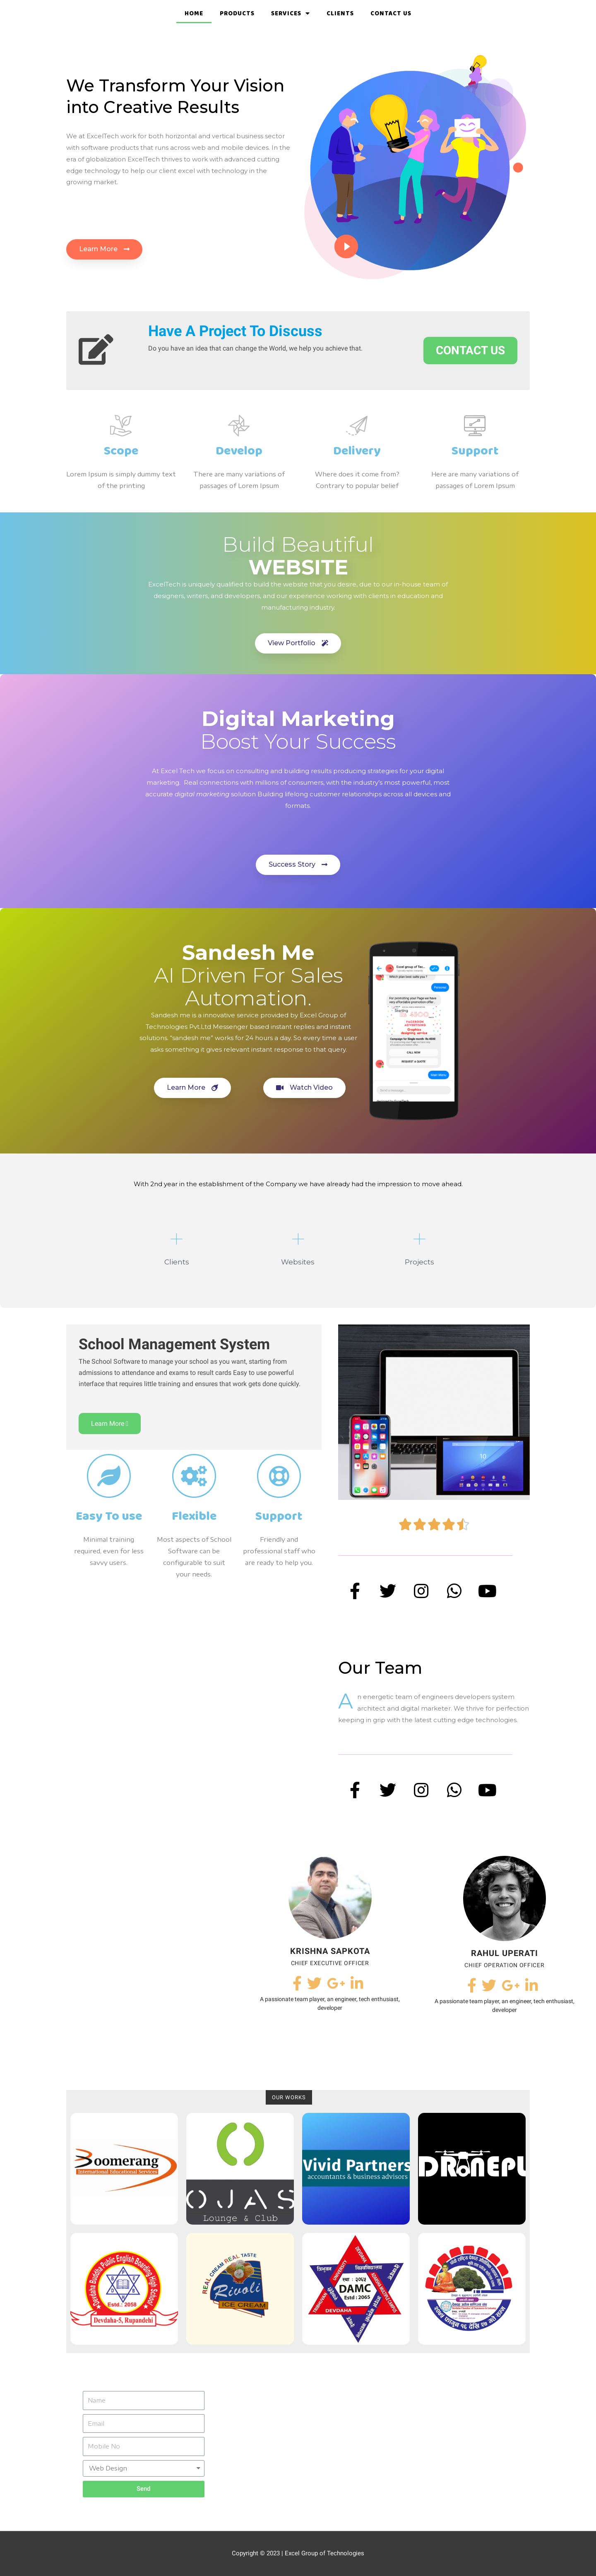 HOME PRODUCTS SERVICES CLIENTS CONTACT US
We Transform Your Vision
into Creative Results
We at ExcelTech work for both horizontal and vertical business sector
with software products that runs across web and mobile devices. In the
era of globalization ExcelTech thrives to work with advanced cutting
edge technology to help our client excel with technology in the
growing market.
Learn More
Have A Project To Discuss
Do you have an idea that can change the World, we help you achieve that.
CONTACT US
Scope
Lorem Ipsum is simply dummy text
of the printing
Develop
There are many variations of
passages of Lorem Ipsum
Delivery
Where does it come from?
Contrary to popular belief
Support
Here are many variations of
passages of Lorem Ipsum
Build Beautiful
WEBSITE
ExcelTech is uniquely qualified to build the website that you desire, due to our in-house team of
designers, writers, and developers, and our experience working with clients in education and
manufacturing industry.
View Portfolio
Digital Marketing
Boost Your Success
At Excel Tech we focus on consulting and building results producing strategies for your digital
marketing. Real connections with millions of consumers, with the industry's most powerful, most
accurate digital marketing solution Building lifelong customer relationships across all devices and
formats.
Success Story
Sandesh Me
AI Driven For Sales
Automation.
Sandesh me is a innovative service provided by Excel Group of
Technologies Pvt.Ltd Messenger based instant replies and instant
solutions. "sandesh me" works for 24 hours a day. So every time a user
asks something it gives relevant instant response to that query.
Learn More
Watch Video
With 2nd year in the establishment of the Company we have already had the impression to move ahead.
+
Clients
+
Websites
+
Projects
School Management System
The School Software to manage your school as you want, starting from
admissions to attendance and exams to result cards Easy to use powerful
interface that requires little training and ensures that work gets done quickly.
Learn More
Easy To use
Minimal training
required, even for less
savvy users.
Flexible
Most aspects of School
Software can be
configurable to suit
your needs.
Support
Friendly and
professional staff who
are ready to help you.
Our Team
An energetic team of engineers developers system
architect and digital marketer. We thrive for perfection
keeping in grip with the latest cutting edge technologies.
KRISHNA SAPKOTA
CHIEF EXECUTIVE OFFICER
A passionate team player, an engineer, tech enthusiast,
developer
RAHUL UPERATI
CHIEF OPERATION OFFICER
A passionate team player, an engineer, tech enthusiast,
developer
OUR WORKS
Boomerang
International Educational Services
OJAS
Lounge & Club
Vivid Partners
accountants & business advisors
Devdaha Buddha Public English Boarding High School
Estd.: 2058
Devdaha-5, Rupandehi
REAL CREAM REAL TASTE
Rivoli
ICE CREAM
DAMC
Estd : 2065
DEVDAHA
Name
Email
Mobile No
Web Design
Send
Copyright © 2023 | Excel Group of Technologies